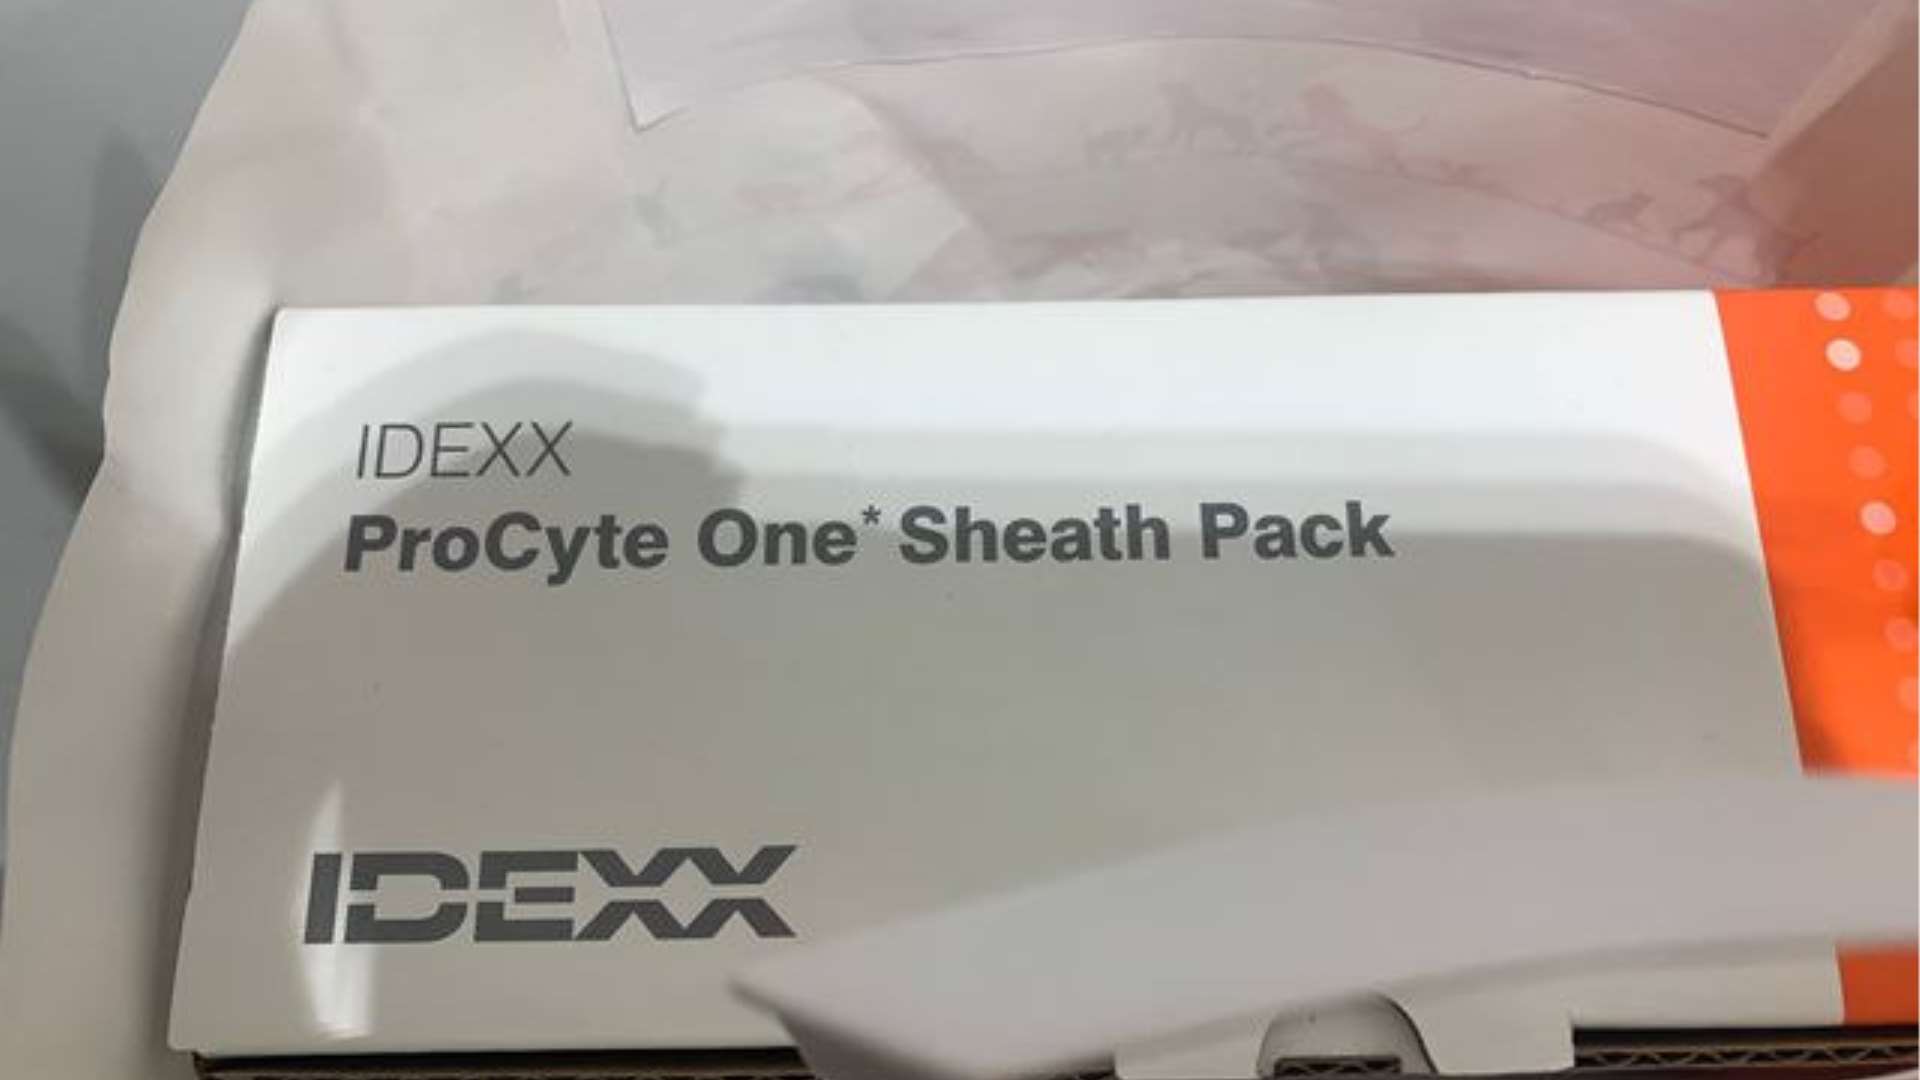 IDEXX
ProCyte One* Sheath Pack
IDEXX